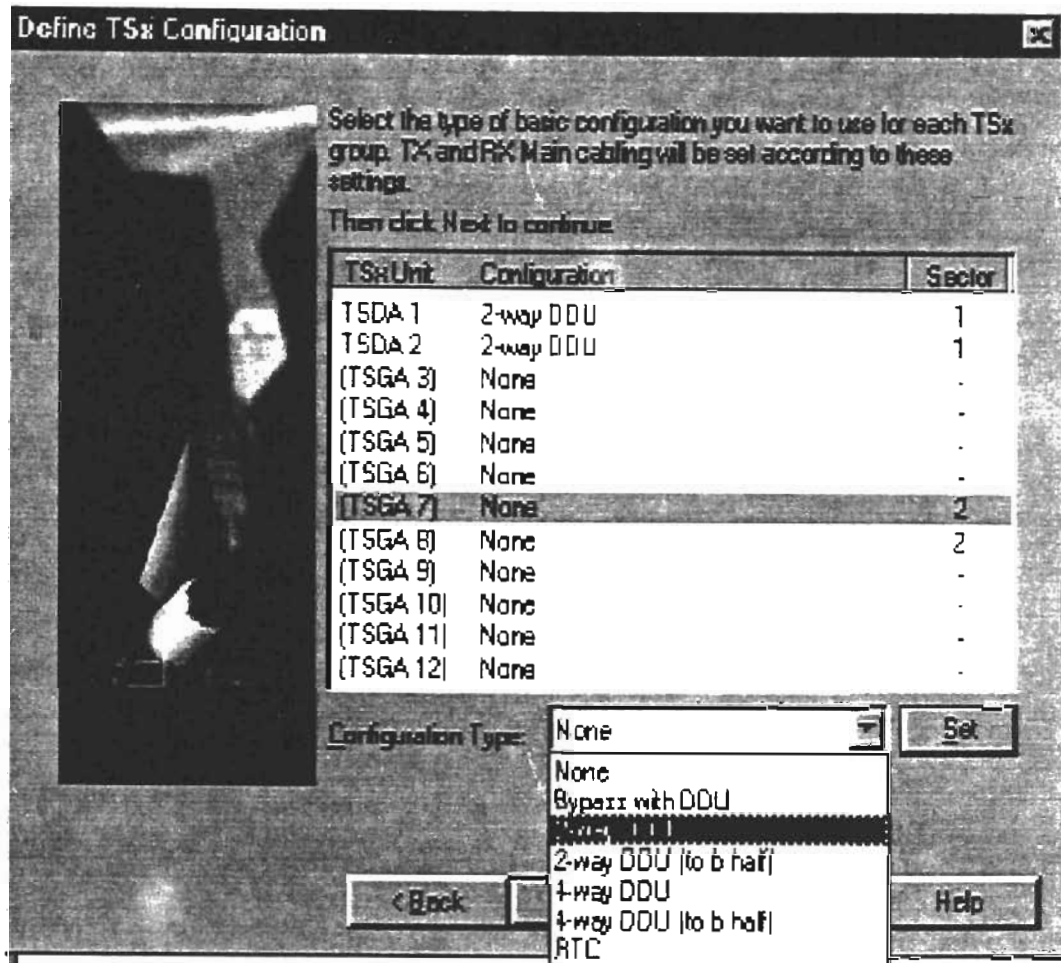 Define TSx Configuration
Select the type of basic configuration you want to use for each TSx
group. TX and RX Main cabling will be set according to these
settings.
Then click Next to continue.
TSx Unit Configuration Sector
TSDA 1 2-way DDU 1
TSDA 2 2-way DDU 1
(TSGA 3) None -
(TSGA 4) None -
(TSGA 5) None -
(TSGA 6) None -
(TSGA 7) None 2
(TSGA 8) None 2
(TSGA 9) None -
(TSGA 10) None -
(TSGA 11) None -
(TSGA 12) None -
Configuration Type: None Set
None
Bypass with DDU
2-way DDU (to b half)
4-way DDU
4-way DDU (to b half)
RTC
< Back Help